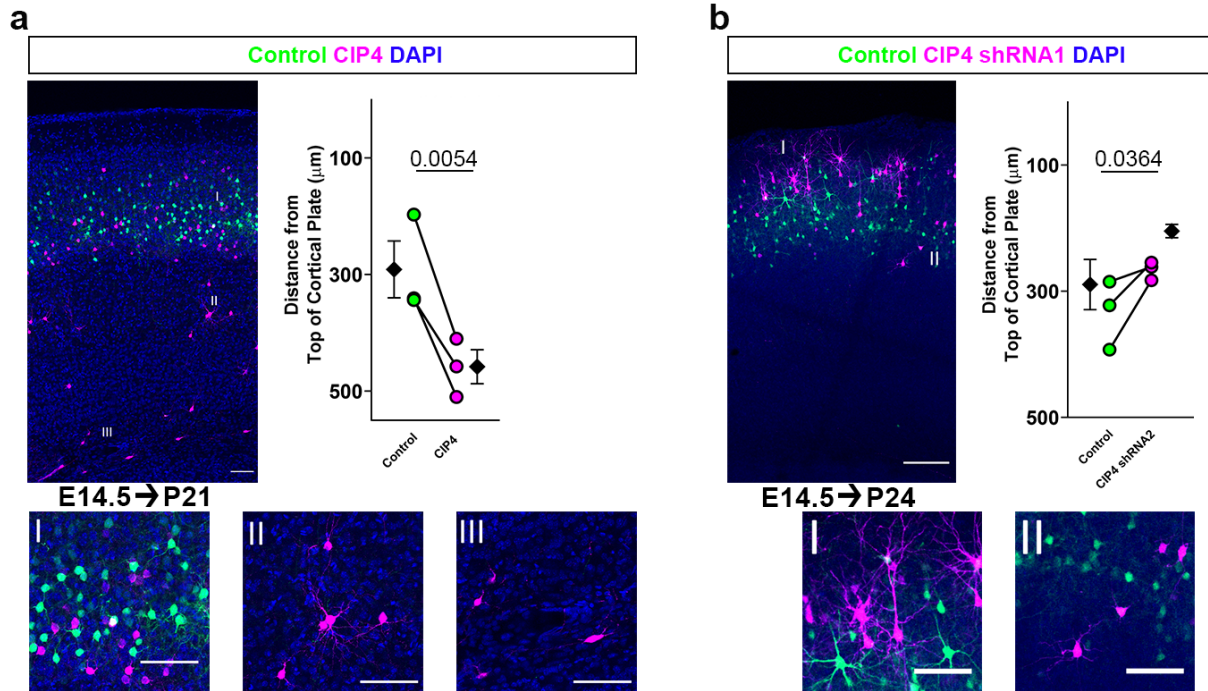 a
Control CIP4 DAPI
I
II
III
Distance from
Top of Cortical Plate (μm)
100
300
500
0.0054
Control
CIP4
E14.5→P21
I
II
III
b
Control CIP4 shRNA1 DAPI
I
II
Distance from
Top of Cortical Plate (μm)
100
300
500
0.0364
Control
CIP4 shRNA2
E14.5→P24
I
II